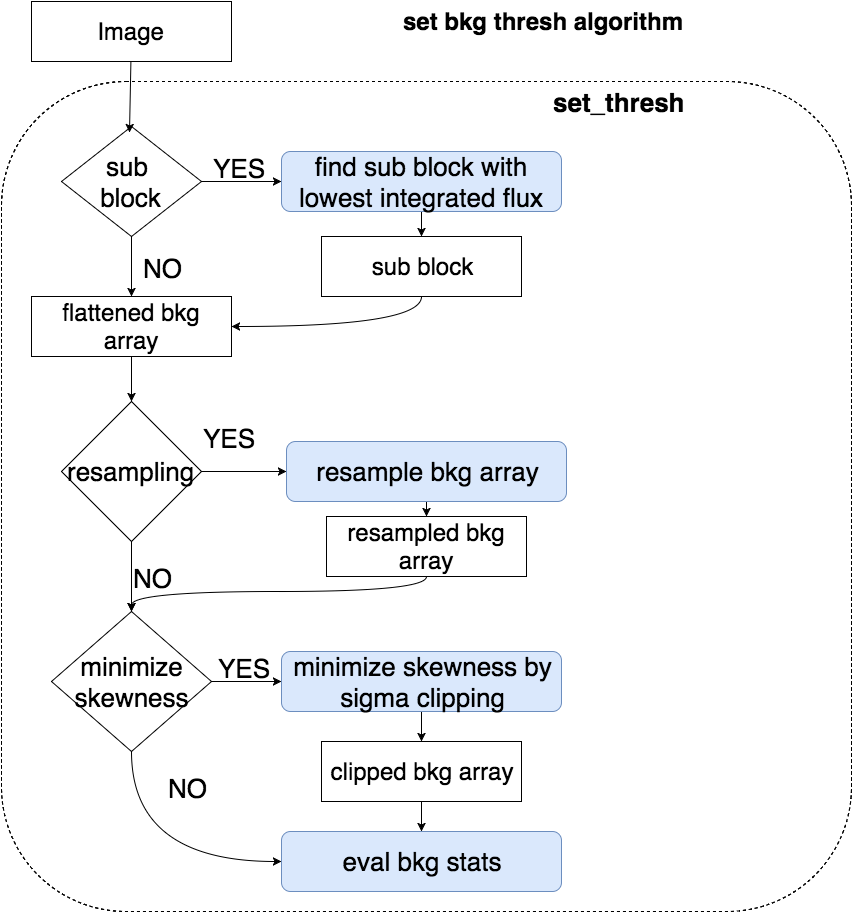 Image
set bkg thresh algorithm
set_thresh
sub
block
YES
find sub block with
lowest integrated flux
NO
sub block
flattened bkg
array
YES
resampling
resample bkg array
resampled bkg
array
NO
minimize
skewness
YES
minimize skewness by
sigma clipping
clipped bkg array
NO
eval bkg stats